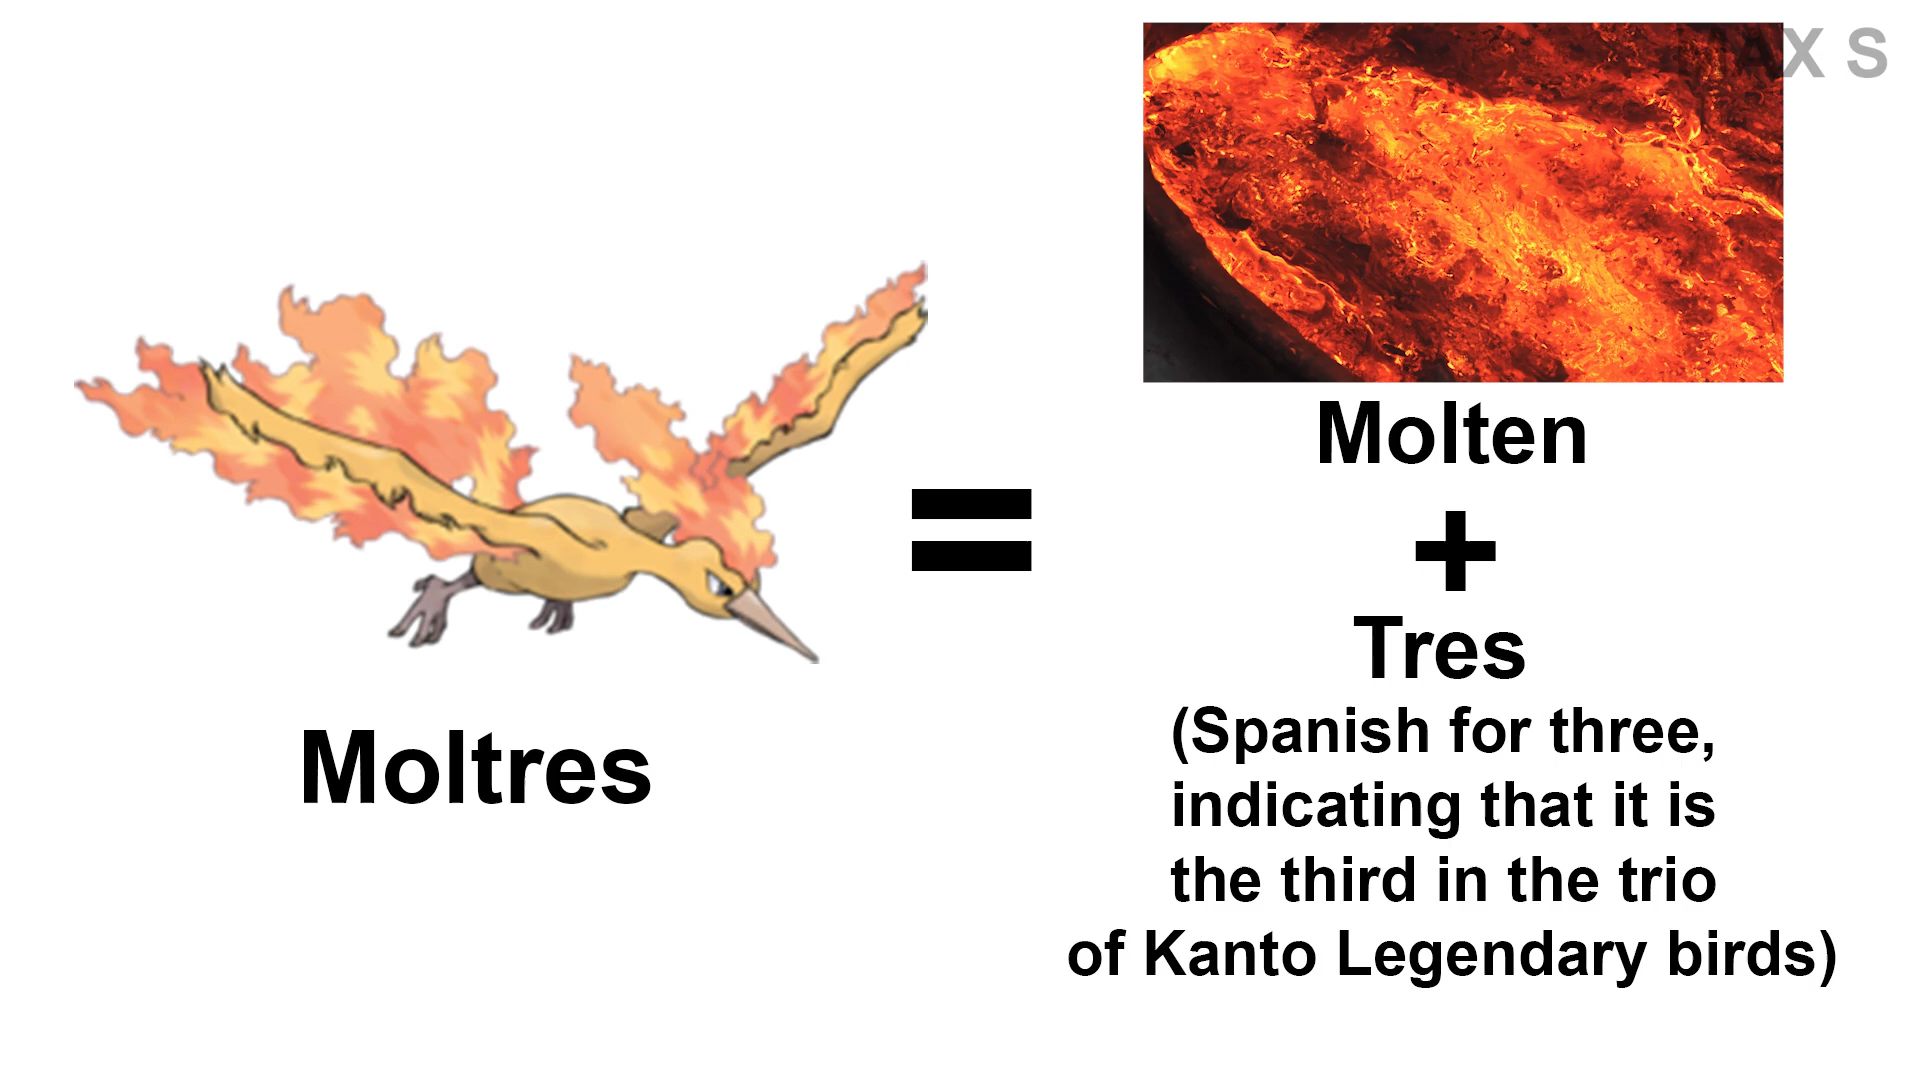 X S
Moltres
=
Molten
+
Tres
(Spanish for three,
indicating that it is
the third in the trio
of Kanto Legendary birds)